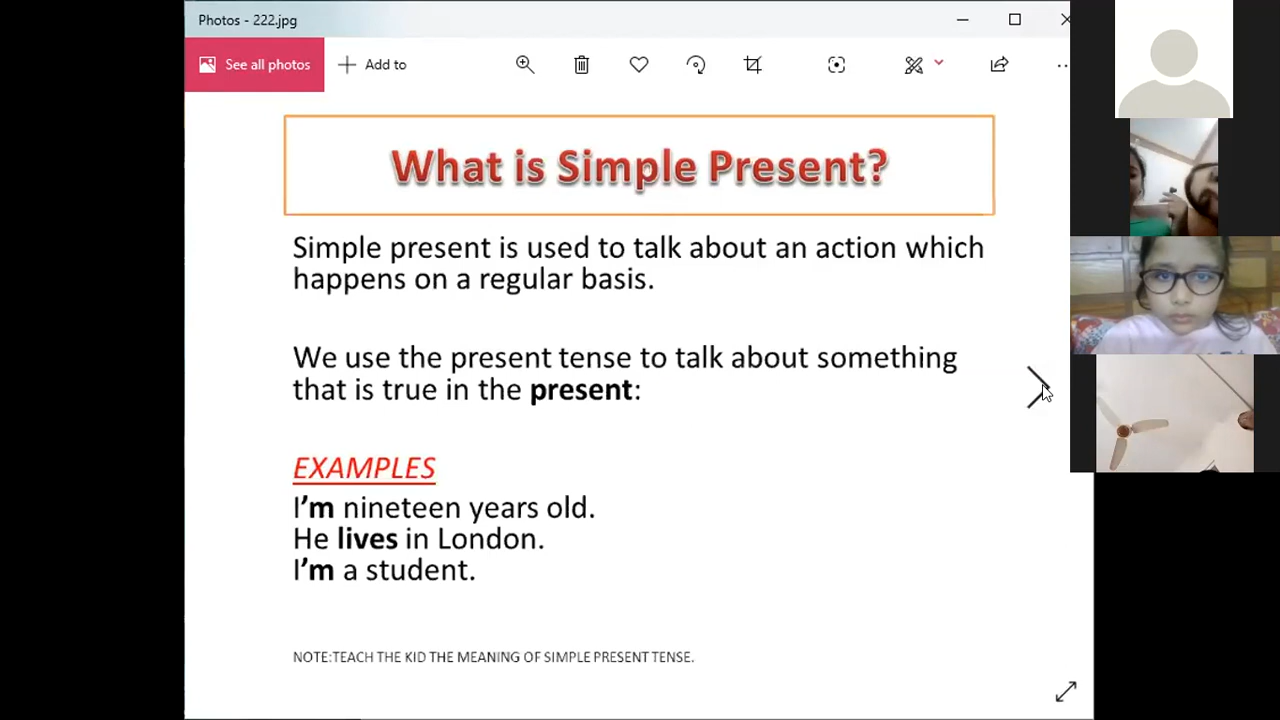 Photos - 222.jpg
See all photos
Add to
What is Simple Present?
Simple present is used to talk about an action which
happens on a regular basis.
We use the present tense to talk about something
that is true in the present:
EXAMPLES
I’m nineteen years old.
He lives in London.
I’m a student.
NOTE:TEACH THE KID THE MEANING OF SIMPLE PRESENT TENSE.